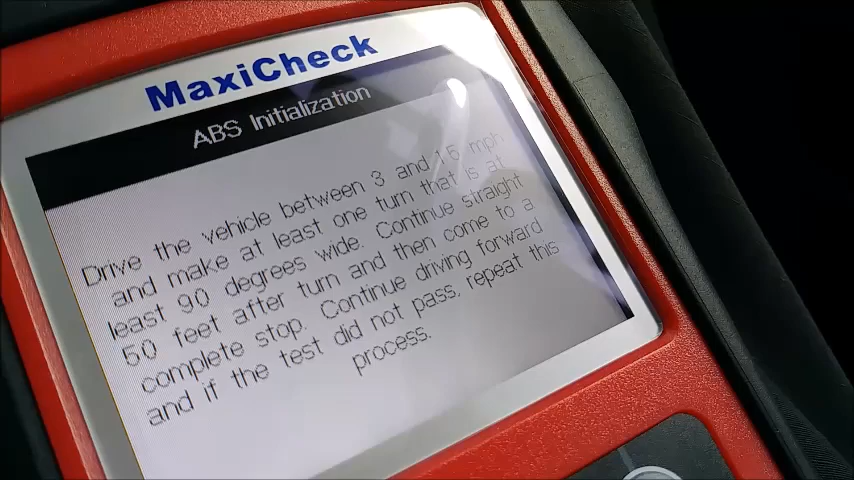 MaxiCheck
ABS Initialization
Drive the vehicle between 3 and 15 mph
and make at least one turn that is at
least 90 degrees wide. Continue straight
50 feet after turn and then come to a
complete stop. Continue driving forward
and if the test did not pass, repeat this
process.